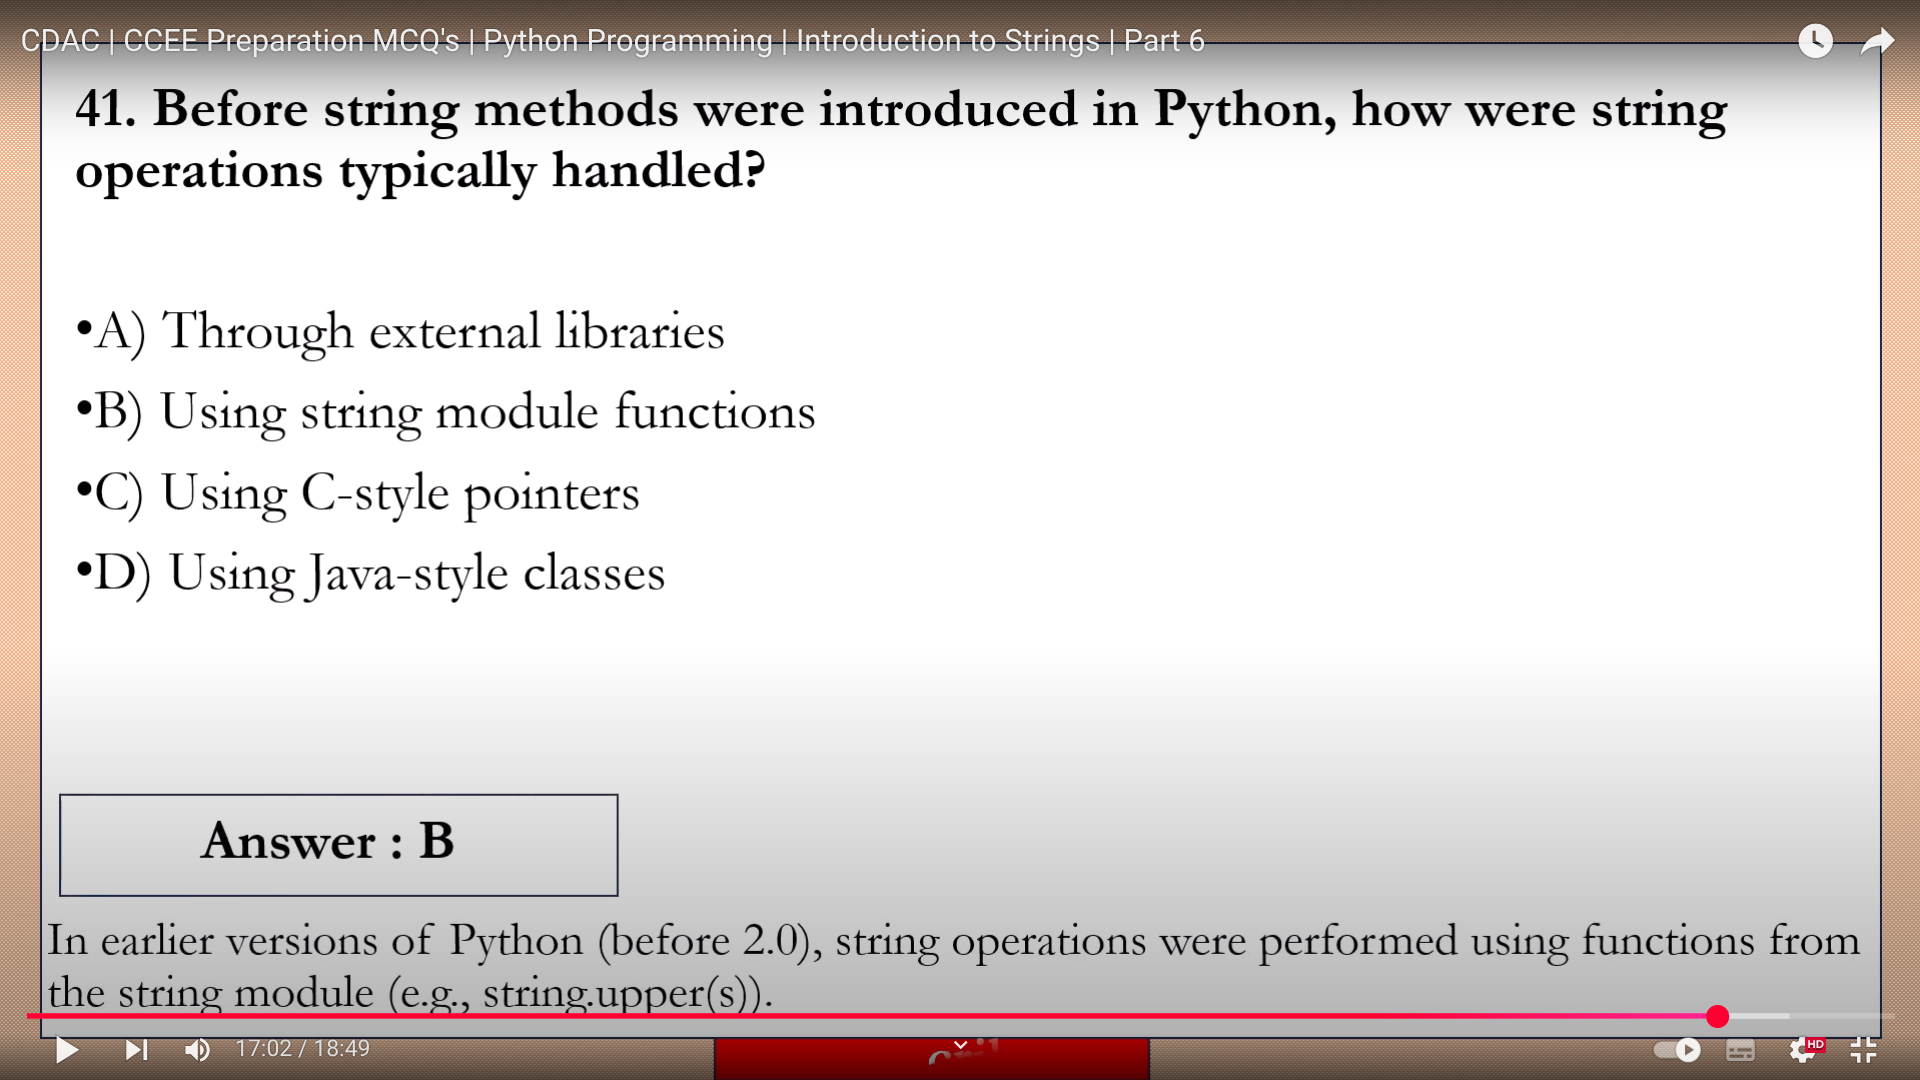 CDAC | CCEE Preparation MCQ's | Python Programming | Introduction to Strings | Part 6
41. Before string methods were introduced in Python, how were string
operations typically handled?
•A) Through external libraries
•B) Using string module functions
•C) Using C-style pointers
•D) Using Java-style classes
Answer : B
In earlier versions of Python (before 2.0), string operations were performed using functions from
the string module (e.g., string.upper(s)).
17:02 / 18:49
HD